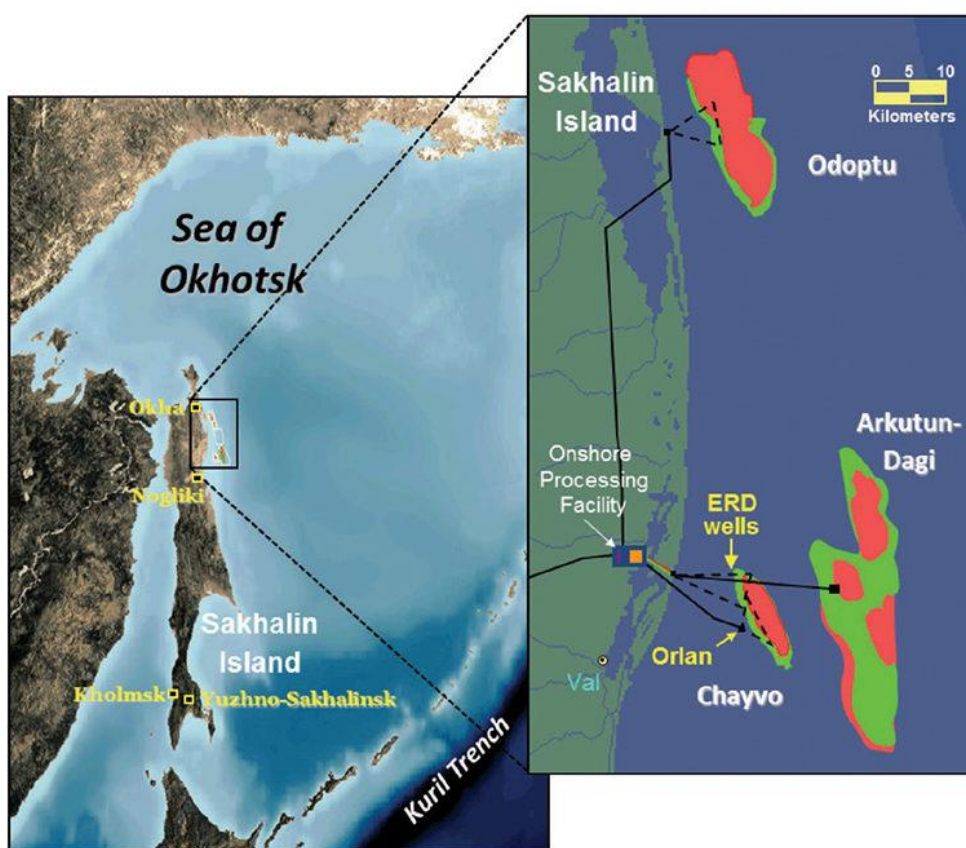 Sea of
Okhotsk
Okha
Nogliki
Sakhalin
Island
Kholmsk
Yuzhno-Sakhalinsk
Kuril Trench
Sakhalin
Island
0 5 10
Kilometers
Odoptu
Arkutun-
Dagi
Onshore
Processing
Facility
ERD
wells
Orlan
Val
Chayvo